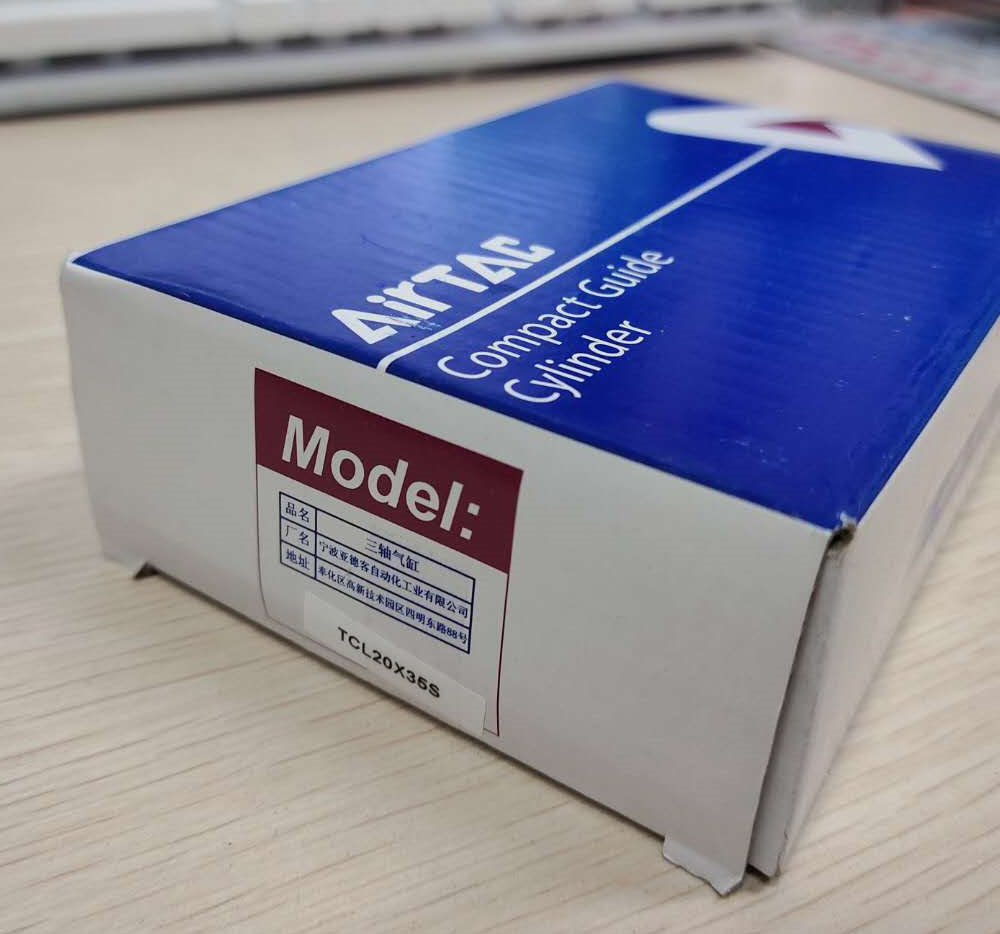 AirTAC
Compact Guide
Cylinder
Model:
品名 三轴气缸
厂名 宁波亚德客自动化工业有限公司
地址 奉化区高新技术园区四明东路88号
TCL20X35S